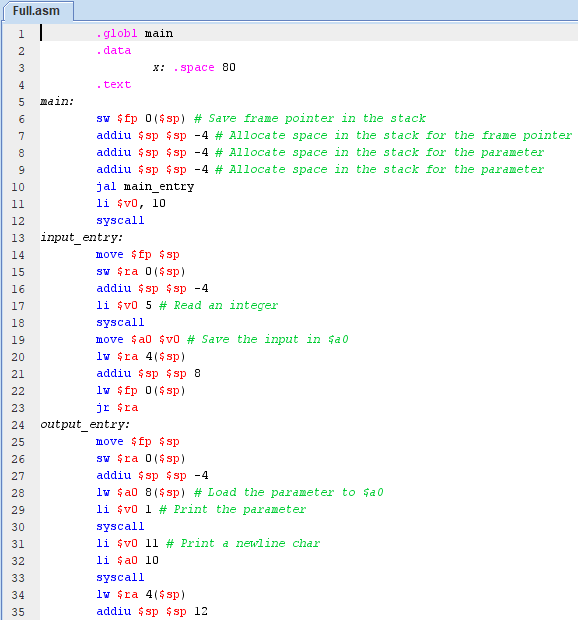 Full.asm
1 .globl main
2 .data
3 x: .space 80
4 .text
5 main:
6 sw $fp 0($sp) # Save frame pointer in the stack
7 addiu $sp $sp -4 # Allocate space in the stack for the frame pointer
8 addiu $sp $sp -4 # Allocate space in the stack for the parameter
9 addiu $sp $sp -4 # Allocate space in the stack for the parameter
10 jal main_entry
11 li $v0, 10
12 syscall
13 input_entry:
14 move $fp $sp
15 sw $ra 0($sp)
16 addiu $sp $sp -4
17 li $v0 5 # Read an integer
18 syscall
19 move $a0 $v0 # Save the input in $a0
20 lw $ra 4($sp)
21 addiu $sp $sp 8
22 lw $fp 0($sp)
23 jr $ra
24 output_entry:
25 move $fp $sp
26 sw $ra 0($sp)
27 addiu $sp $sp -4
28 lw $a0 8($sp) # Load the parameter to $a0
29 li $v0 1 # Print the parameter
30 syscall
31 li $v0 11 # Print a newline char
32 li $a0 10
33 syscall
34 lw $ra 4($sp)
35 addiu $sp $sp 12